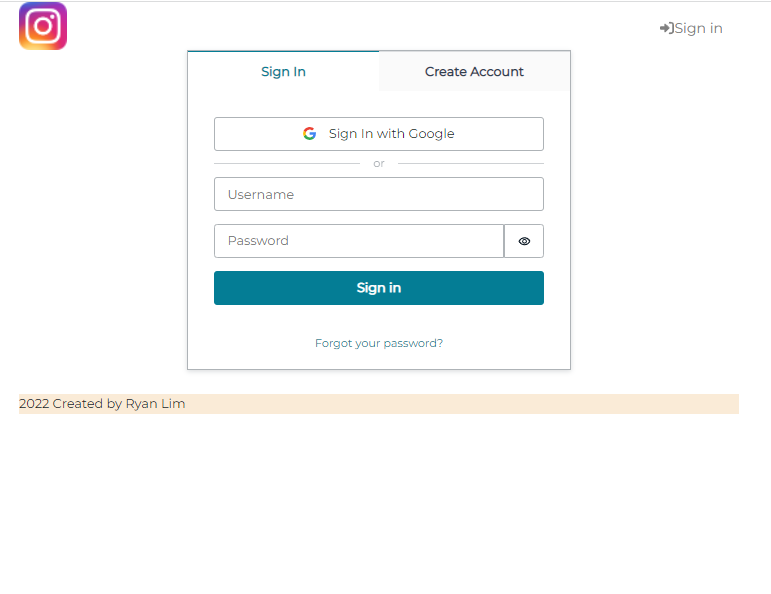 Sign in
Sign In
Create Account
Sign In with Google
or
Username
Password
Sign in
Forgot your password?
2022 Created by Ryan Lim